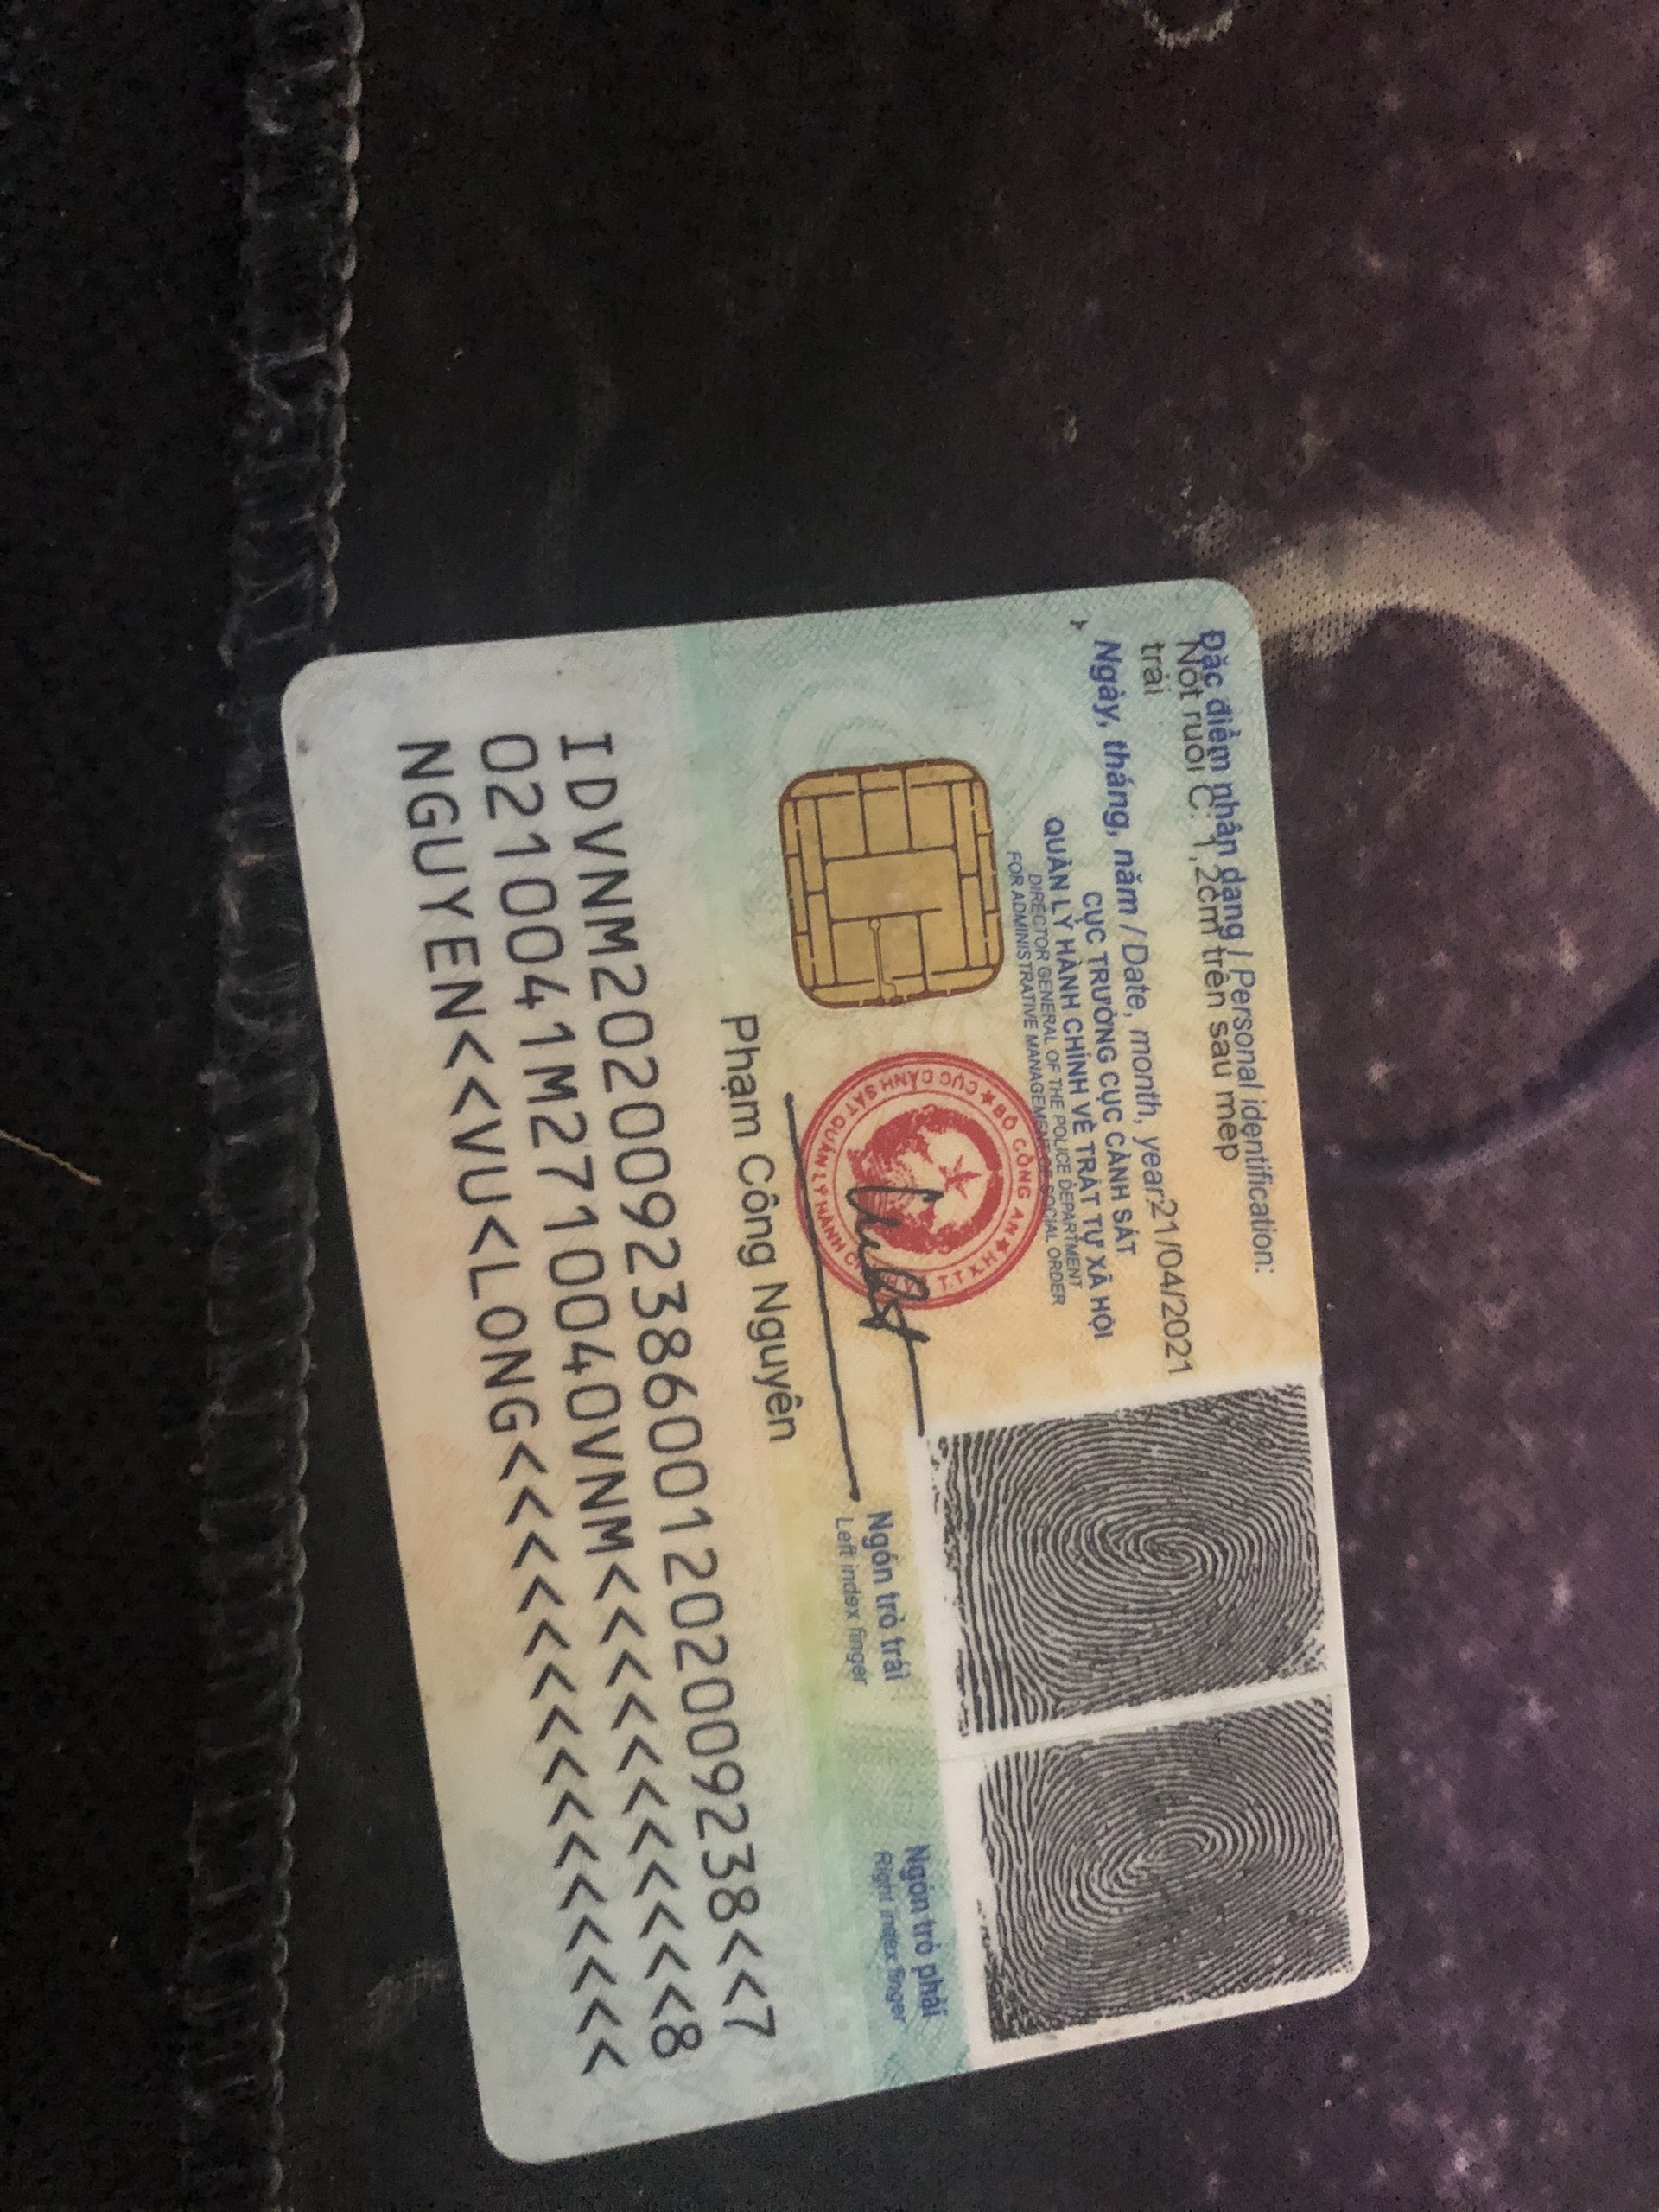 Đặc điểm nhân dạng / Personal identification:
Nốt ruồi C: 1,2cm trên sau mép
trái
Ngày, tháng, năm / Date, month, year: 21/04/2021
CỤC TRƯỞNG CỤC CẢNH SÁT
QUẢN LÝ HÀNH CHÍNH VỀ TRẬT TỰ XÃ HỘI
DIRECTOR GENERAL OF THE POLICE DEPARTMENT
FOR ADMINISTRATIVE MANAGEMENT OF SOCIAL ORDER
BỘ CÔNG AN
CỤC CẢNH SÁT QUẢN LÝ HÀNH CHÍNH VỀ T.T.X.H
Phạm Công Nguyên
Ngón trỏ trái
Left index finger
Ngón trỏ phải
Right index finger
IDVNM2020092386001202009238<<7
0210041M2710040VNM<<<<<<<<<<<8
NGUYEN<<VU<LONG<<<<<<<<<<<<<<<